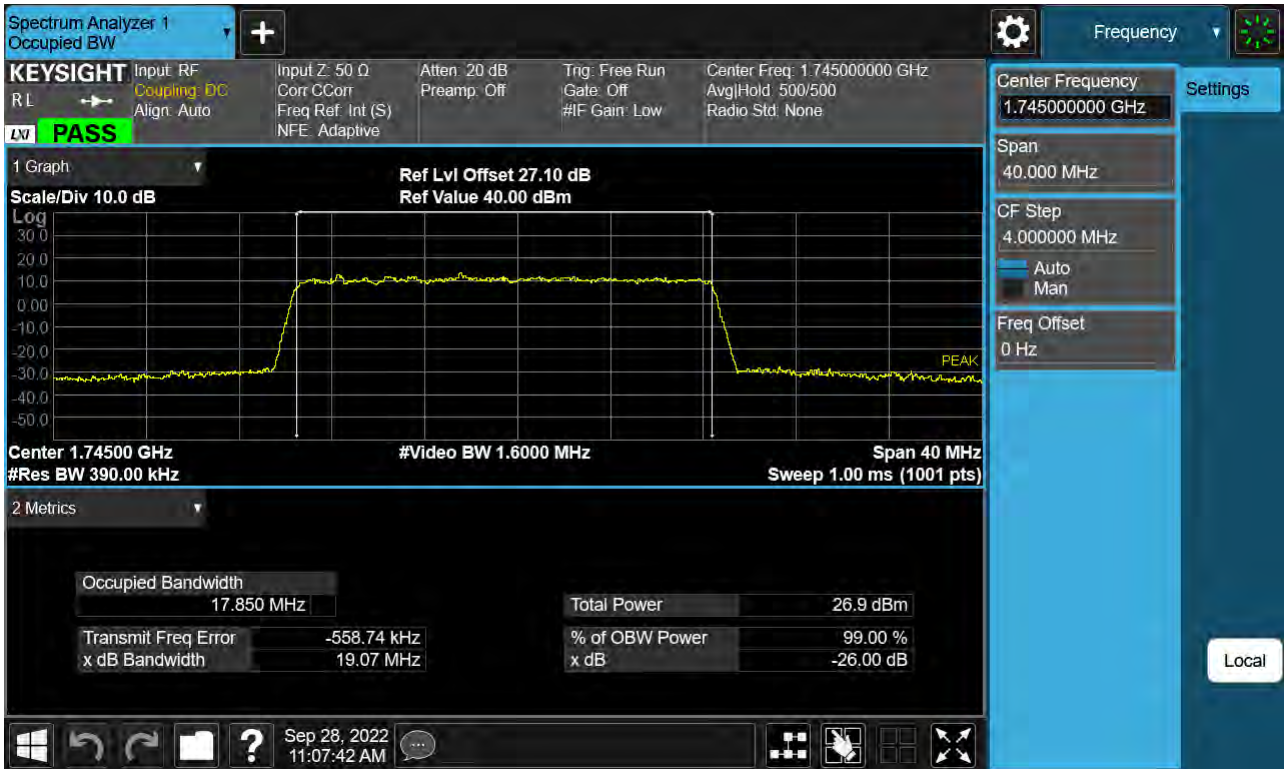 Spectrum Analyzer 1
Occupied BW
+
Frequency
KEYSIGHT
R L
LXI
PASS
Input: RF
Coupling: DC
Align: Auto
Input Z: 50 Ω
Corr CCorr
Freq Ref: Int (S)
NFE: Adaptive
Atten: 20 dB
Preamp: Off
Trig: Free Run
Gate: Off
#IF Gain: Low
Center Freq: 1.745000000 GHz
Avg|Hold: 500/500
Radio Std: None
Center Frequency
1.745000000 GHz
Settings
Span
40.000 MHz
CF Step
4.000000 MHz
Auto
Man
Freq Offset
0 Hz
1 Graph
Scale/Div 10.0 dB
Ref Lvl Offset 27.10 dB
Ref Value 40.00 dBm
Log
30.0
20.0
10.0
0.00
-10.0
-20.0
-30.0
-40.0
-50.0
PEAK
Center 1.74500 GHz
#Video BW 1.6000 MHz
Span 40 MHz
#Res BW 390.00 kHz
Sweep 1.00 ms (1001 pts)
2 Metrics
Occupied Bandwidth
17.850 MHz
Total Power 26.9 dBm
Transmit Freq Error -558.74 kHz
% of OBW Power 99.00 %
x dB Bandwidth 19.07 MHz
x dB -26.00 dB
Local
?
Sep 28, 2022
11:07:42 AM